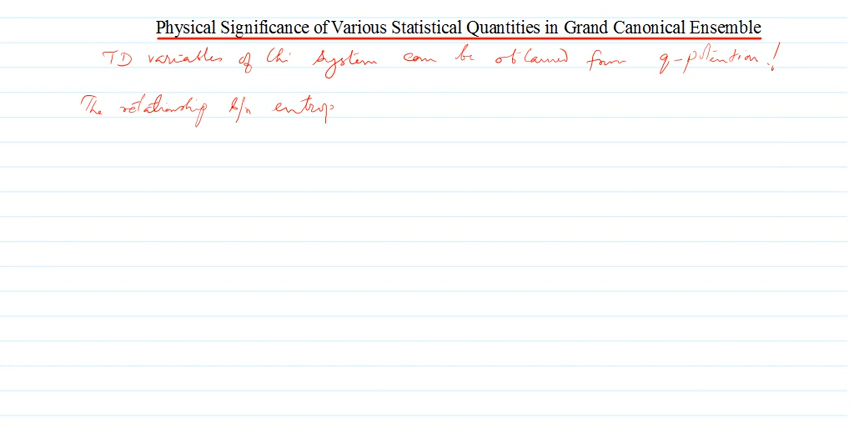 Physical Significance of Various Statistical Quantities in Grand Canonical Ensemble
TD variables of the system can be obtained from q-potential!
The relationship b/n entrop